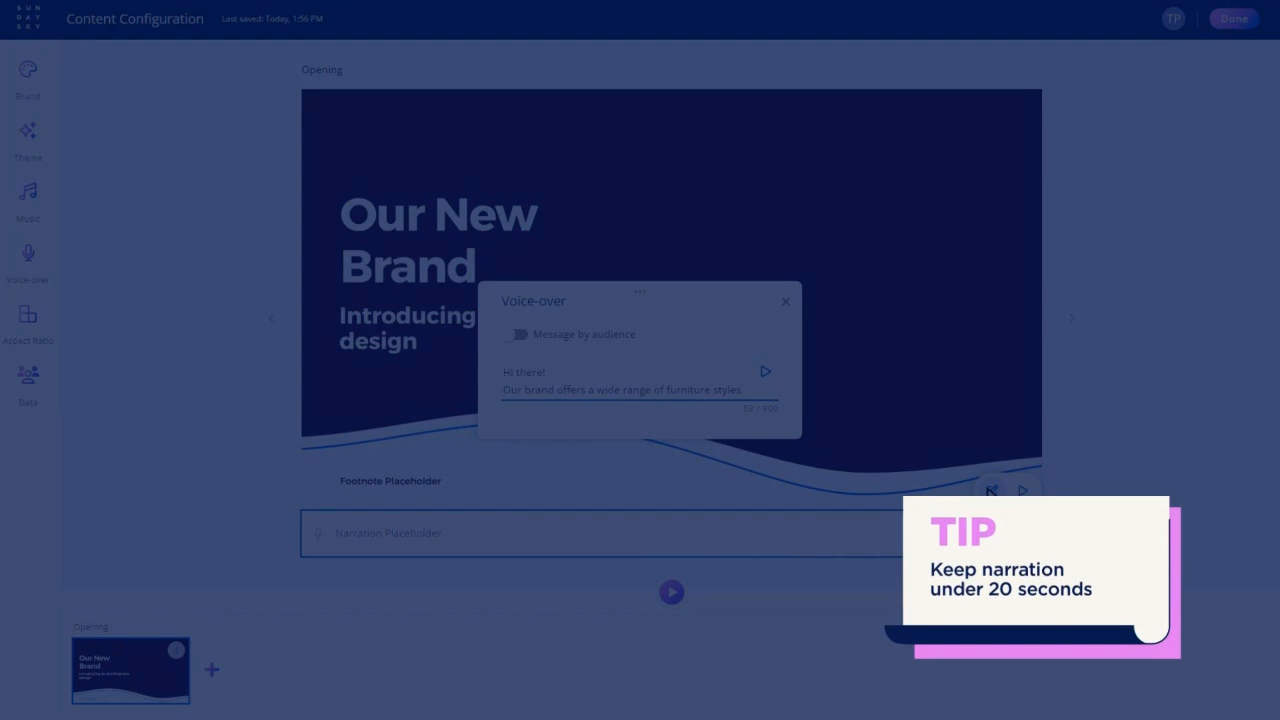 SUN
DAY
SKY
Content Configuration
Last saved: Today, 1:56 PM
TP
Done
Brand
Theme
Music
Voice-over
Aspect Ratio
Data
Opening
Our New
Brand
Introducing
design
Voice-over
Message by audience
Hi there!
Our brand offers a wide range of furniture styles
59 / 900
Footnote Placeholder
Narration Placeholder
TIP
Keep narration
under 20 seconds
Opening
Our New
Brand